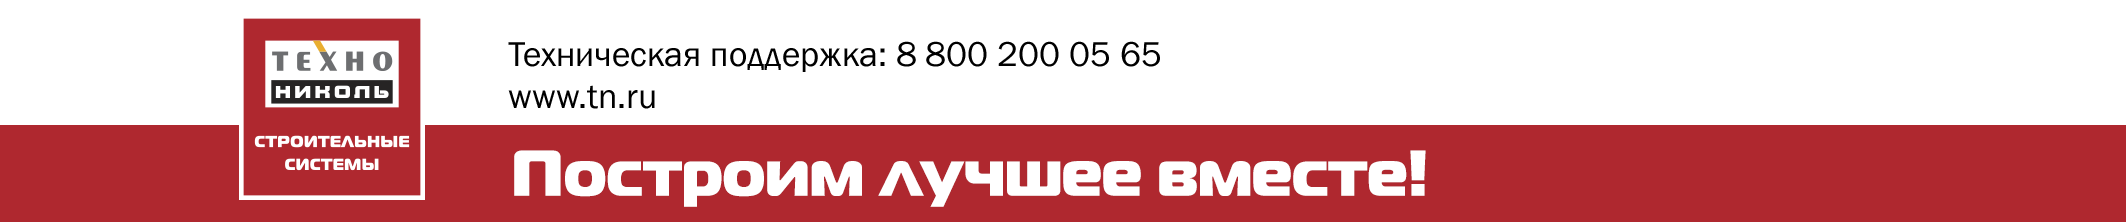 ТЕХНО
НИКОЛЬ
СТРОИТЕЛЬНЫЕ
СИСТЕМЫ
Техническая поддержка: 8 800 200 05 65
www.tn.ru
Построим лучшее вместе!